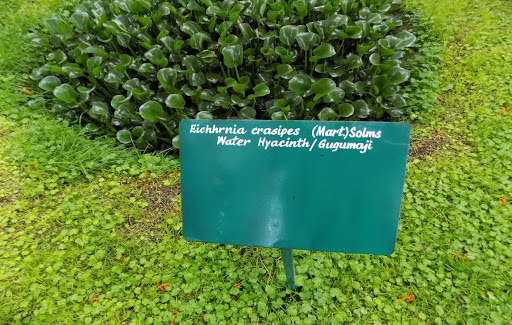 Eichhrnia crasipes (Mart.)Solms
Water Hyacinth/Gugumaji